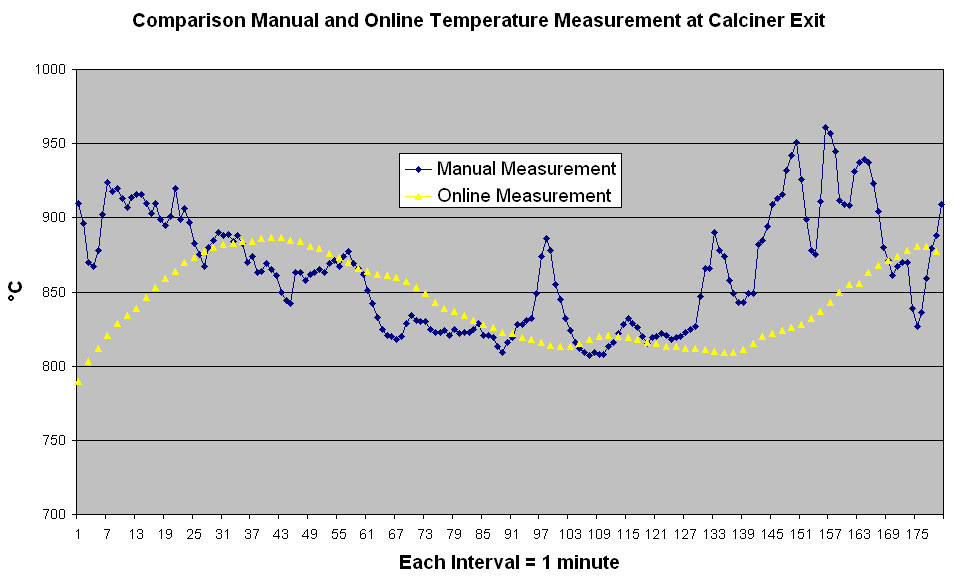 Comparison Manual and Online Temperature Measurement at Calciner Exit
1000
950
900
850
800
750
700
°C
Manual Measurement
Online Measurement
1 7 13 19 25 31 37 43 49 55 61 67 73 79 85 91 97 103 109 115 121 127 133 139 145 151 157 163 169 175
Each Interval = 1 minute